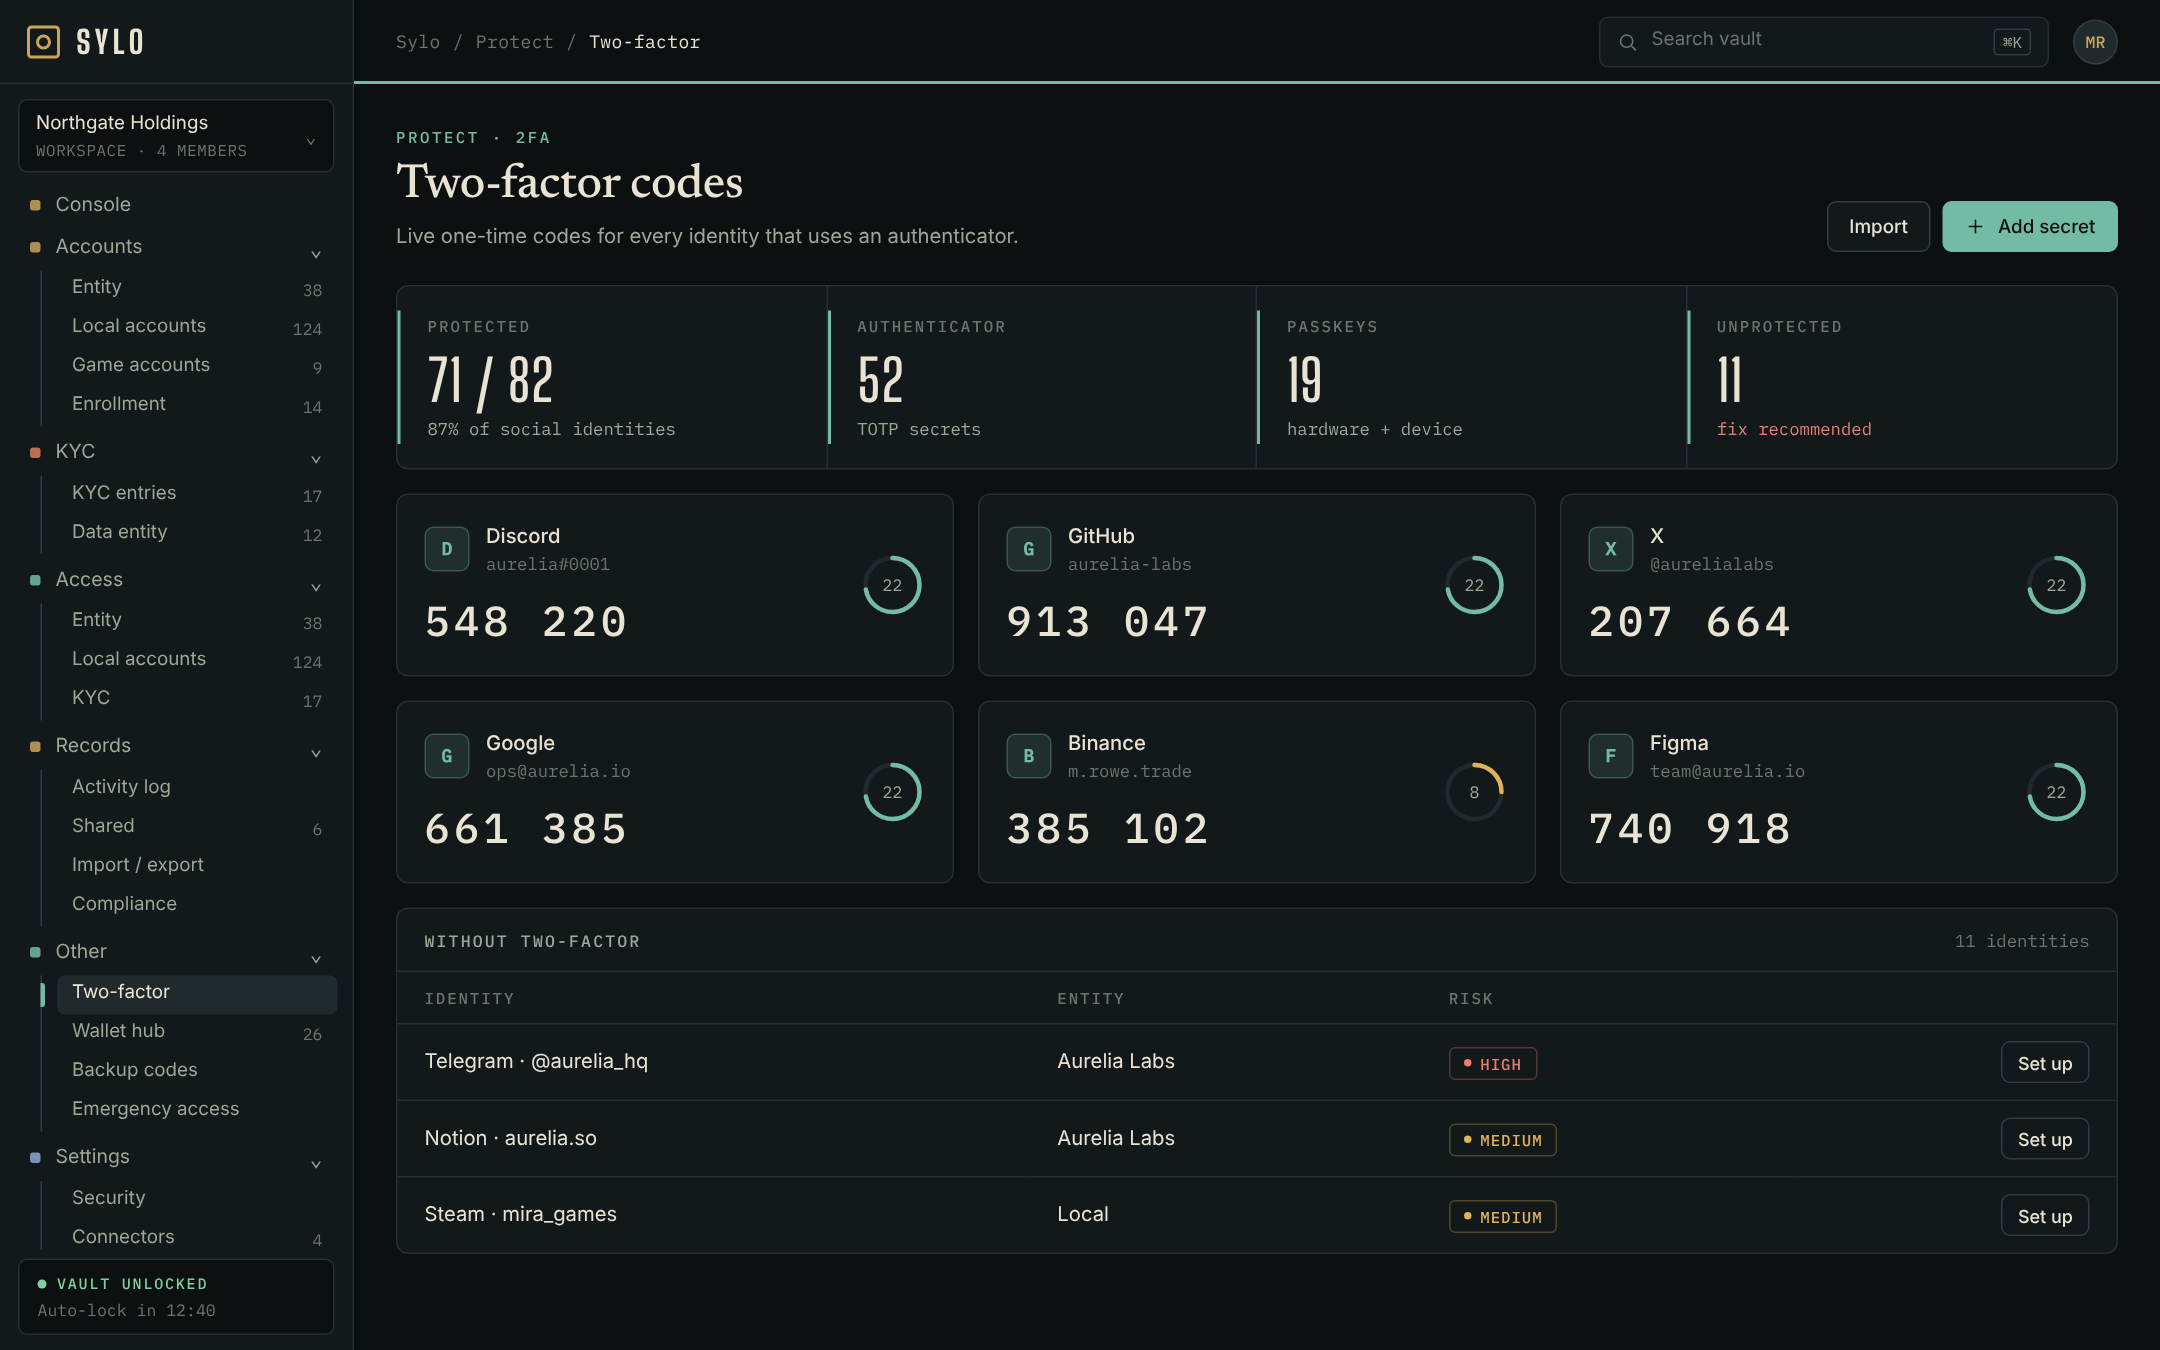 SYLO
Sylo / Protect / Two-factor
Search vault
⌘K
MR
Northgate Holdings
WORKSPACE · 4 MEMBERS
Console
Accounts
Entity 38
Local accounts 124
Game accounts 9
Enrollment 14
KYC
KYC entries 17
Data entity 12
Access
Entity 38
Local accounts 124
KYC 17
Records
Activity log
Shared 6
Import / export
Compliance
Other
Two-factor
Wallet hub 26
Backup codes
Emergency access
Settings
Security
Connectors 4
VAULT UNLOCKED
Auto-lock in 12:40
PROTECT · 2FA
Two-factor codes
Live one-time codes for every identity that uses an authenticator.
Import
+ Add secret
PROTECTED
71 / 82
87% of social identities
AUTHENTICATOR
52
TOTP secrets
PASSKEYS
19
hardware + device
UNPROTECTED
11
fix recommended
D
Discord
aurelia#0001
548 220
22
G
GitHub
aurelia-labs
913 047
22
X
X
@aurelialabs
207 664
22
G
Google
ops@aurelia.io
661 385
22
B
Binance
m.rowe.trade
385 102
8
F
Figma
team@aurelia.io
740 918
22
WITHOUT TWO-FACTOR 11 identities
IDENTITY ENTITY RISK
Telegram · @aurelia_hq Aurelia Labs HIGH Set up
Notion · aurelia.so Aurelia Labs MEDIUM Set up
Steam · mira_games Local MEDIUM Set up